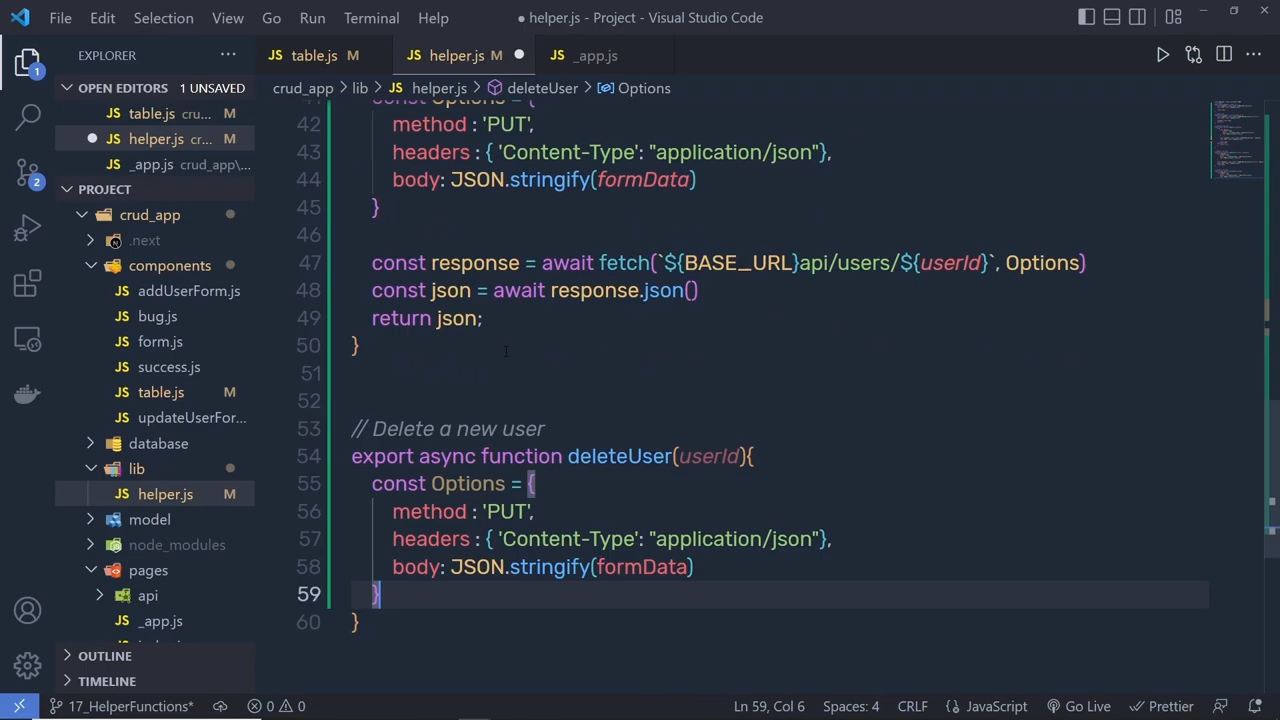 File Edit Selection View Go Run Terminal Help ● helper.js - Project - Visual Studio Code
EXPLORER ···
1
OPEN EDITORS 1 UNSAVED
JS table.js cru... M
● JS helper.js c... M
JS _app.js crud_app\...
2
PROJECT
crud_app
.next
components
JS addUserForm.js
JS bug.js
JS form.js
JS success.js
JS table.js M
JS updateUserFor...
database
lib
JS helper.js M
model
node_modules
pages
api
JS _app.js
OUTLINE
TIMELINE
JS table.js M JS helper.js M ● JS _app.js
crud_app > lib > JS helper.js > deleteUser > Options
41 const Options = {
42 method : 'PUT',
43 headers : { 'Content-Type': "application/json"},
44 body: JSON.stringify(formData)
45 }
46
47 const response = await fetch(`${BASE_URL}api/users/${userId}`, Options)
48 const json = await response.json()
49 return json;
50 }
51
52
53 // Delete a new user
54 export async function deleteUser(userId){
55 const Options = {
56 method : 'PUT',
57 headers : { 'Content-Type': "application/json"},
58 body: JSON.stringify(formData)
59 }
60 }
17_HelperFunctions* 0 0 Ln 59, Col 6 Spaces: 4 CRLF JavaScript Go Live Prettier